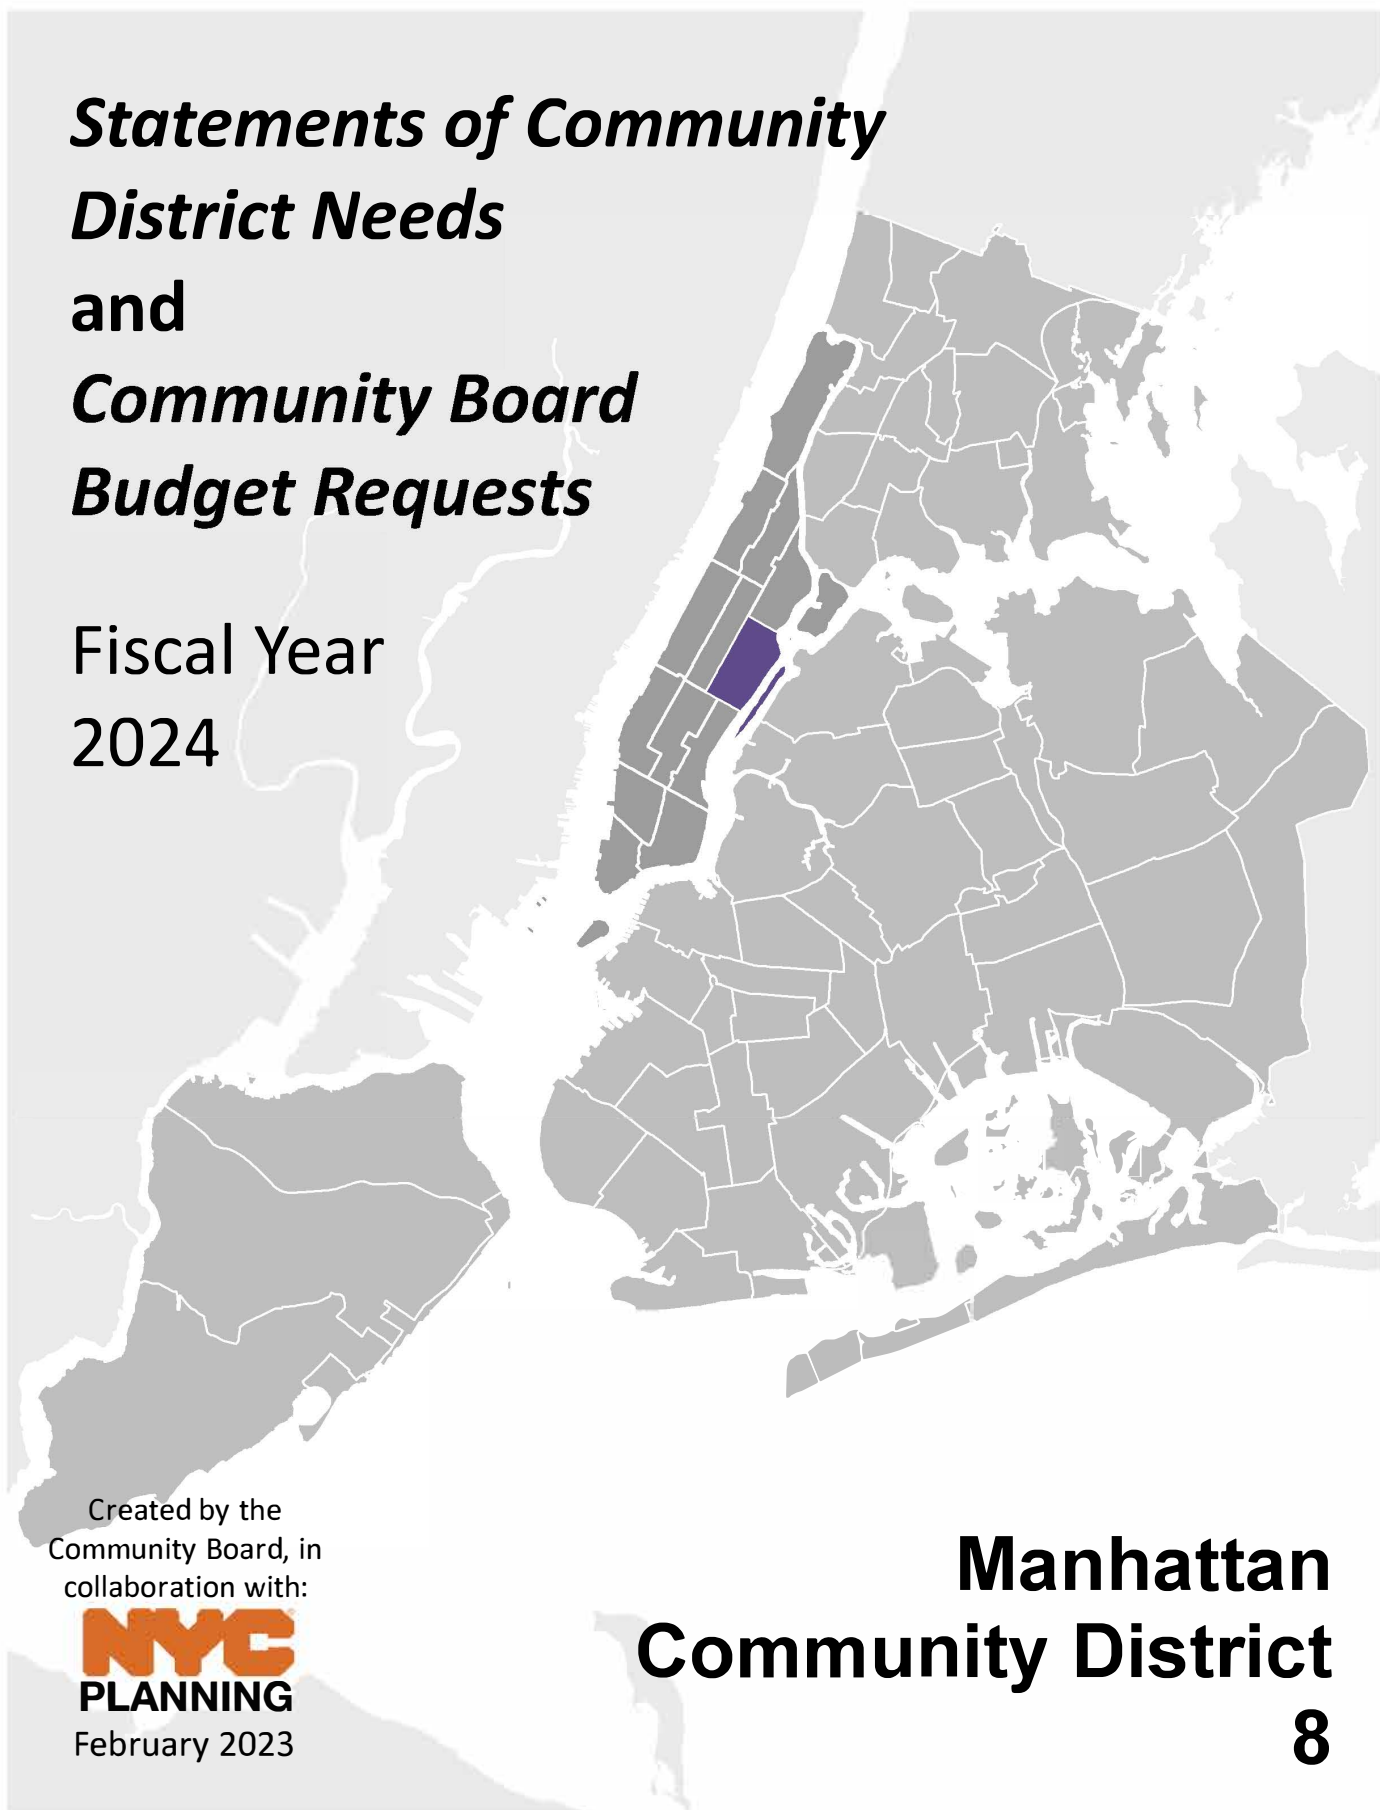 Statements of Community
District Needs
and
Community Board
Budget Requests
Fiscal Year
2024
Created by the
Community Board, in
collaboration with:
NYC
PLANNING
February 2023
Manhattan
Community District
8